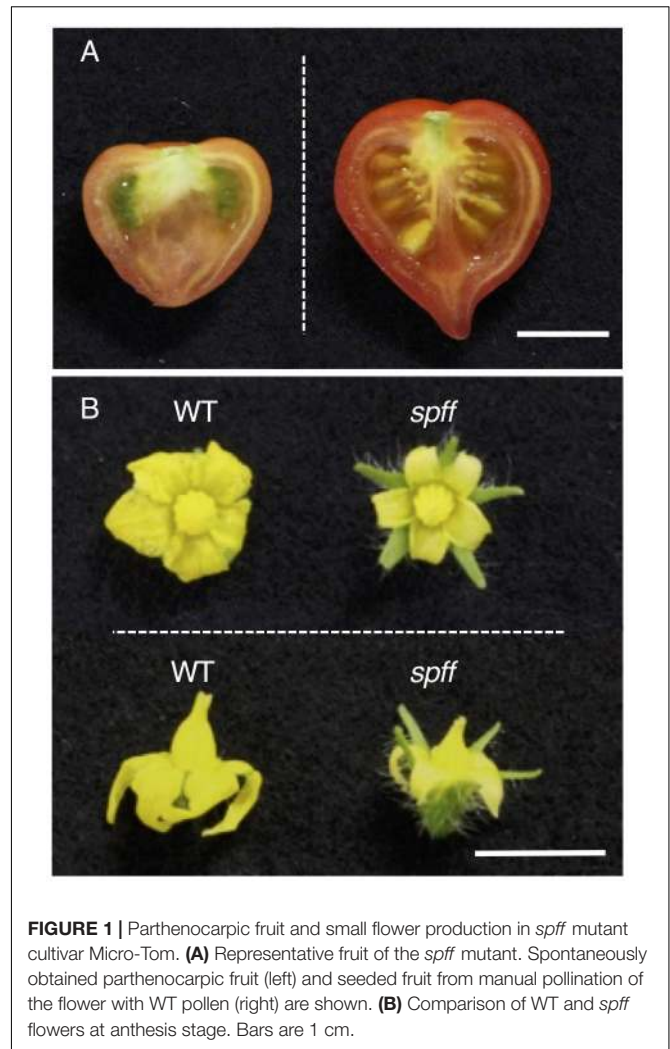 A
B
WT spff
WT spff
FIGURE 1 | Parthenocarpic fruit and small flower production in spff mutant
cultivar Micro-Tom. (A) Representative fruit of the spff mutant. Spontaneously
obtained parthenocarpic fruit (left) and seeded fruit from manual pollination of
the flower with WT pollen (right) are shown. (B) Comparison of WT and spff
flowers at anthesis stage. Bars are 1 cm.